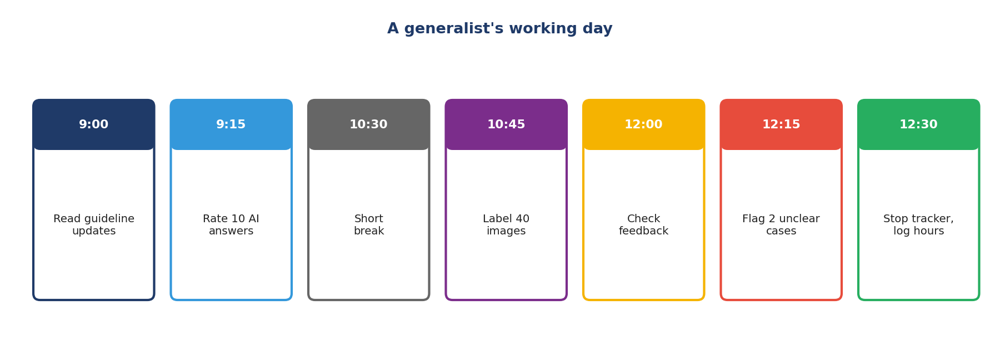 A generalist's working day
9:00
Read guideline
updates
9:15
Rate 10 AI
answers
10:30
Short
break
10:45
Label 40
images
12:00
Check
feedback
12:15
Flag 2 unclear
cases
12:30
Stop tracker,
log hours